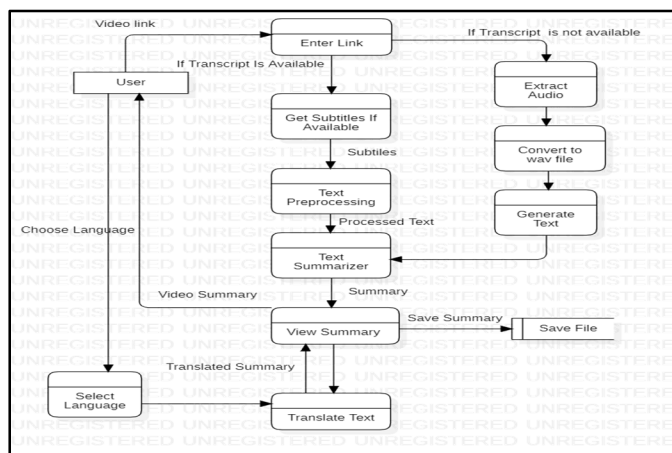 Video link
Enter Link
If Transcript is not available
If Transcript Is Available
User
Extract
Audio
Get Subtitles If
Available
Convert to
wav file
Subtiles
Text
Preprocessing
Generate
Text
Processed Text
Choose Language
Text
Summarizer
Video Summary
Summary
View Summary
Save Summary
Save File
Translated Summary
Select
Language
Translate Text
UNREGISTERED